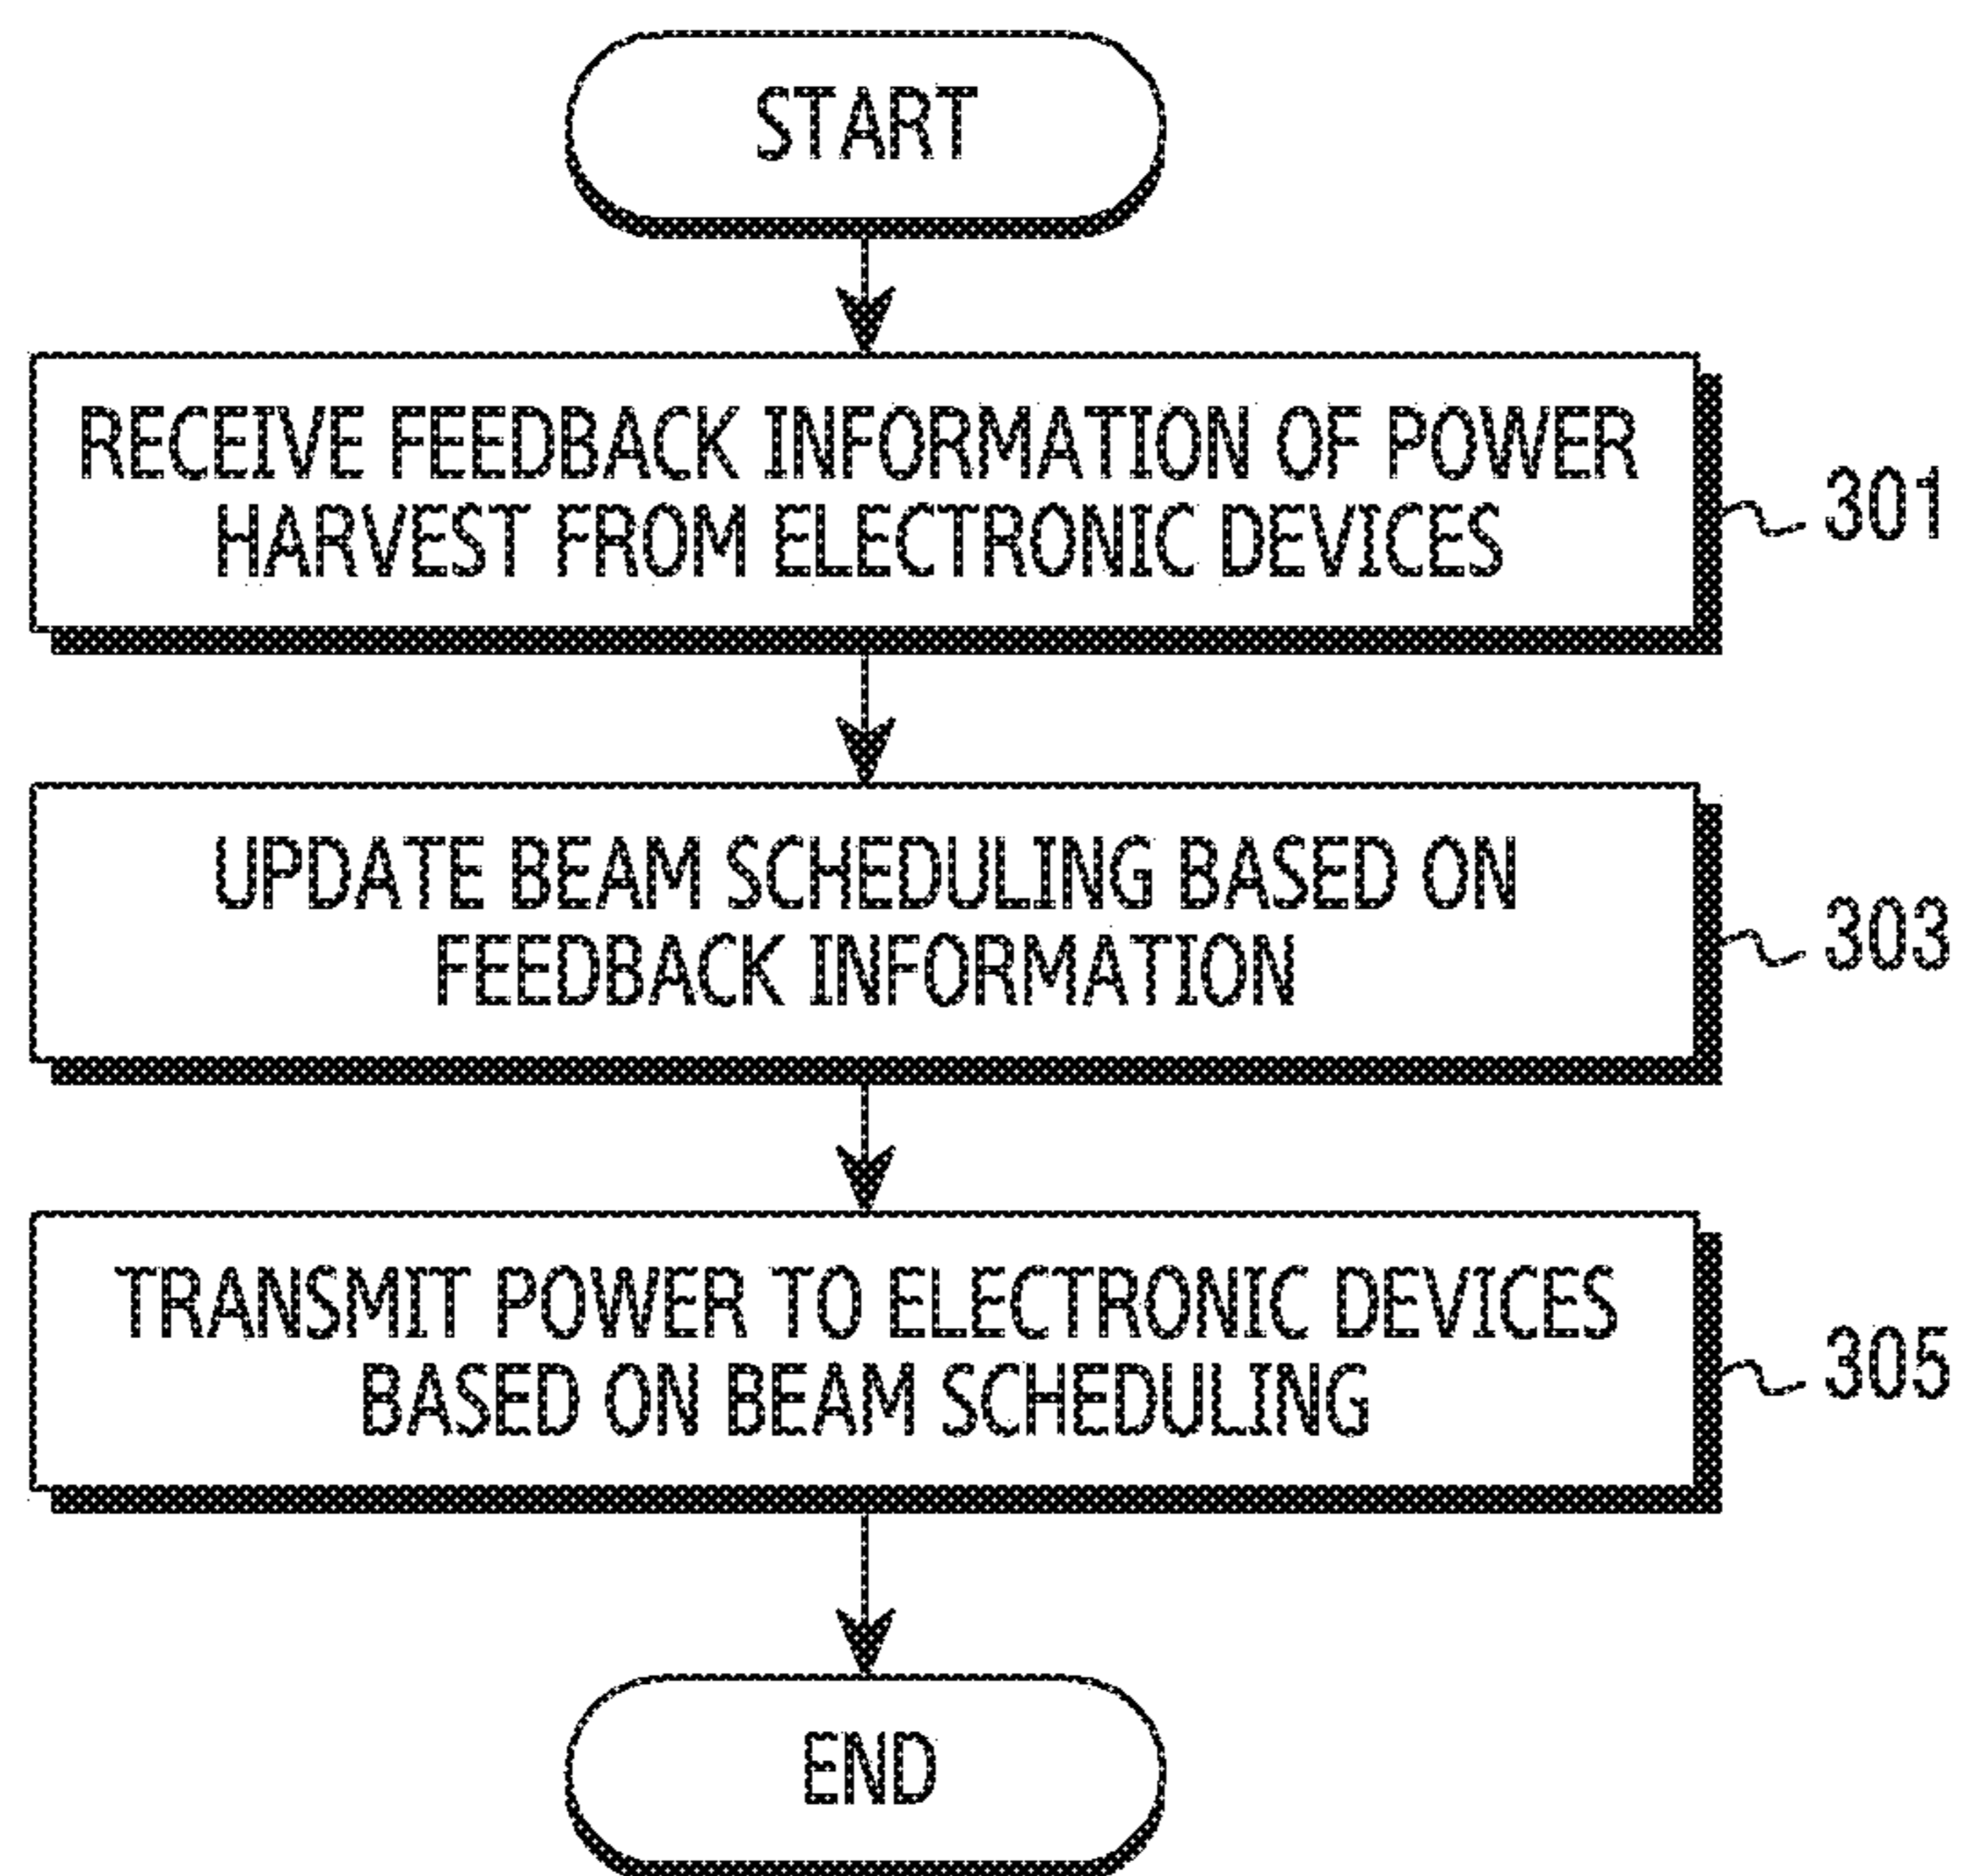 START
RECEIVE FEEDBACK INFORMATION OF POWER
HARVEST FROM ELECTRONIC DEVICES
301
UPDATE BEAM SCHEDULING BASED ON
FEEDBACK INFORMATION
303
TRANSMIT POWER TO ELECTRONIC DEVICES
BASED ON BEAM SCHEDULING
305
END